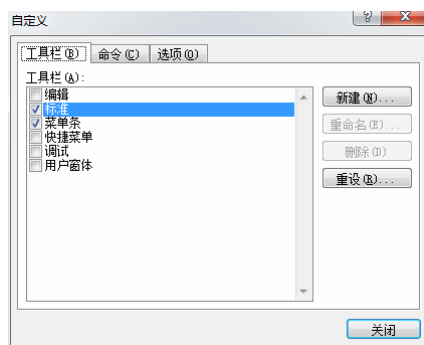 自定义
工具栏(B) 命令(C) 选项(O)
工具栏(A):
编辑
标准
菜单条
快捷菜单
调试
用户窗体
新建(N)...
重命名(E)...
删除(D)
重设(R)...
关闭